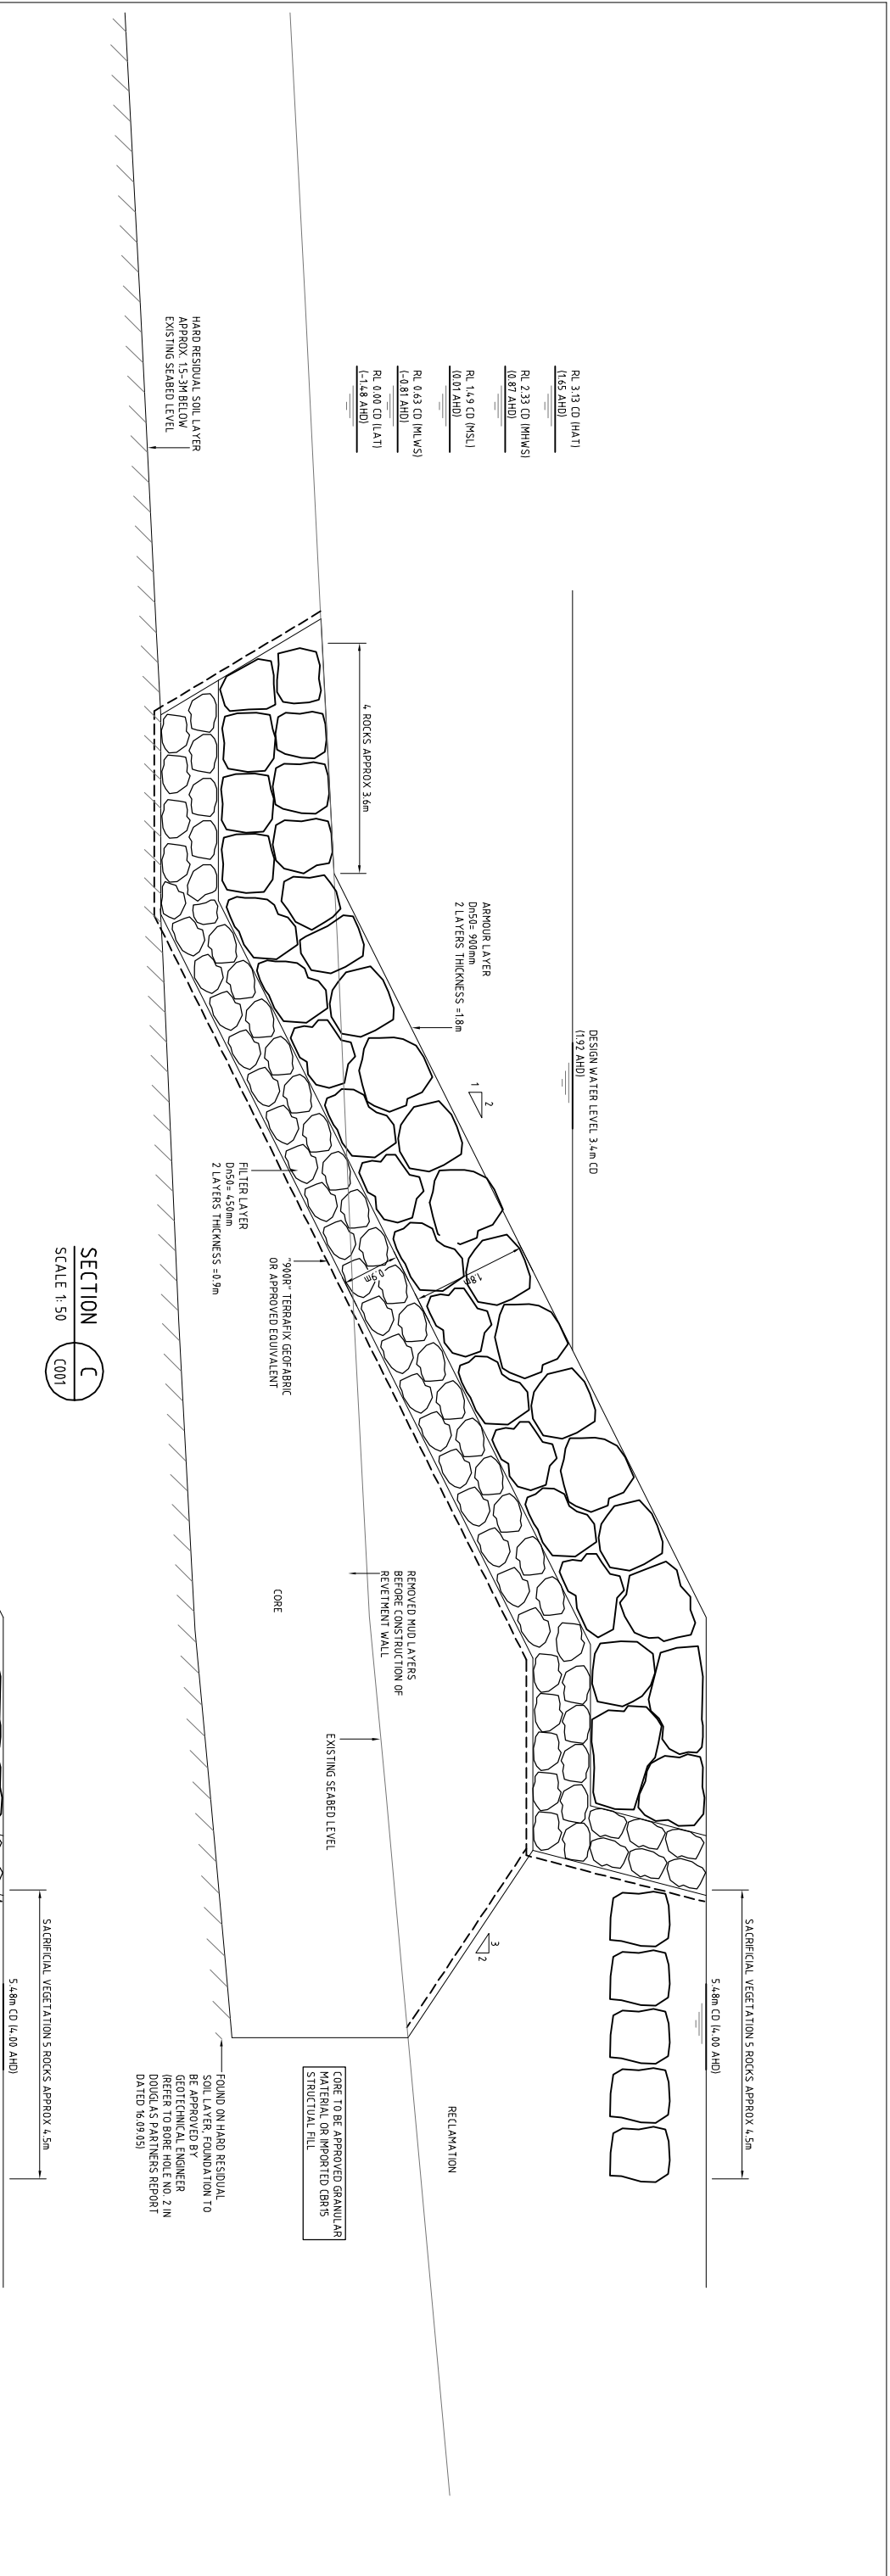 RL 3.13 CD (HAT)
(1.65 AHD)
RL 2.33 CD (MHWS)
(0.87 AHD)
RL 1.49 CD (MSL)
(0.01 AHD)
RL 0.63 CD (MLWS)
(-0.81 AHD)
RL 0.00 CD (LAT)
(-1.48 AHD)
HARD RESIDUAL SOIL LAYER
APPROX. 1.5-3M BELOW
EXISTING SEABED LEVEL
4 ROCKS APPROX 3.6m
DESIGN WATER LEVEL 3.4m CD
(1.92 AHD)
ARMOUR LAYER
Dn50= 900mm
2 LAYERS THICKNESS =1.8m
2
1
1.8m
0.9m
FILTER LAYER
Dn50= 450mm
2 LAYERS THICKNESS =0.9m
"900R" TERRAFIX GEOFABRIC
OR APPROVED EQUIVALENT
REMOVED MUD LAYERS
BEFORE CONSTRUCTION OF
REVETMENT WALL
CORE
EXISTING SEABED LEVEL
SACRIFICIAL VEGETATION 5 ROCKS APPROX 4.5m
5.48m CD (4.00 AHD)
3
2
RECLAMATION
CORE TO BE APPROVED GRANULAR
MATERIAL OR IMPORTED CBR15
STRUCTUAL FILL
FOUND ON HARD RESIDUAL
SOIL LAYER, FOUNDATION TO
BE APPROVED BY
GEOTECHNICAL ENGINEER
(REFER TO BORE HOLE NO. 2 IN
DOUGLAS PARTNERS REPORT
DATED 16.09.05)
SECTION
SCALE 1: 50
C
C001
SACRIFICIAL VEGETATION 5 ROCKS APPROX 4.5m
5.48m CD (4.00 AHD)